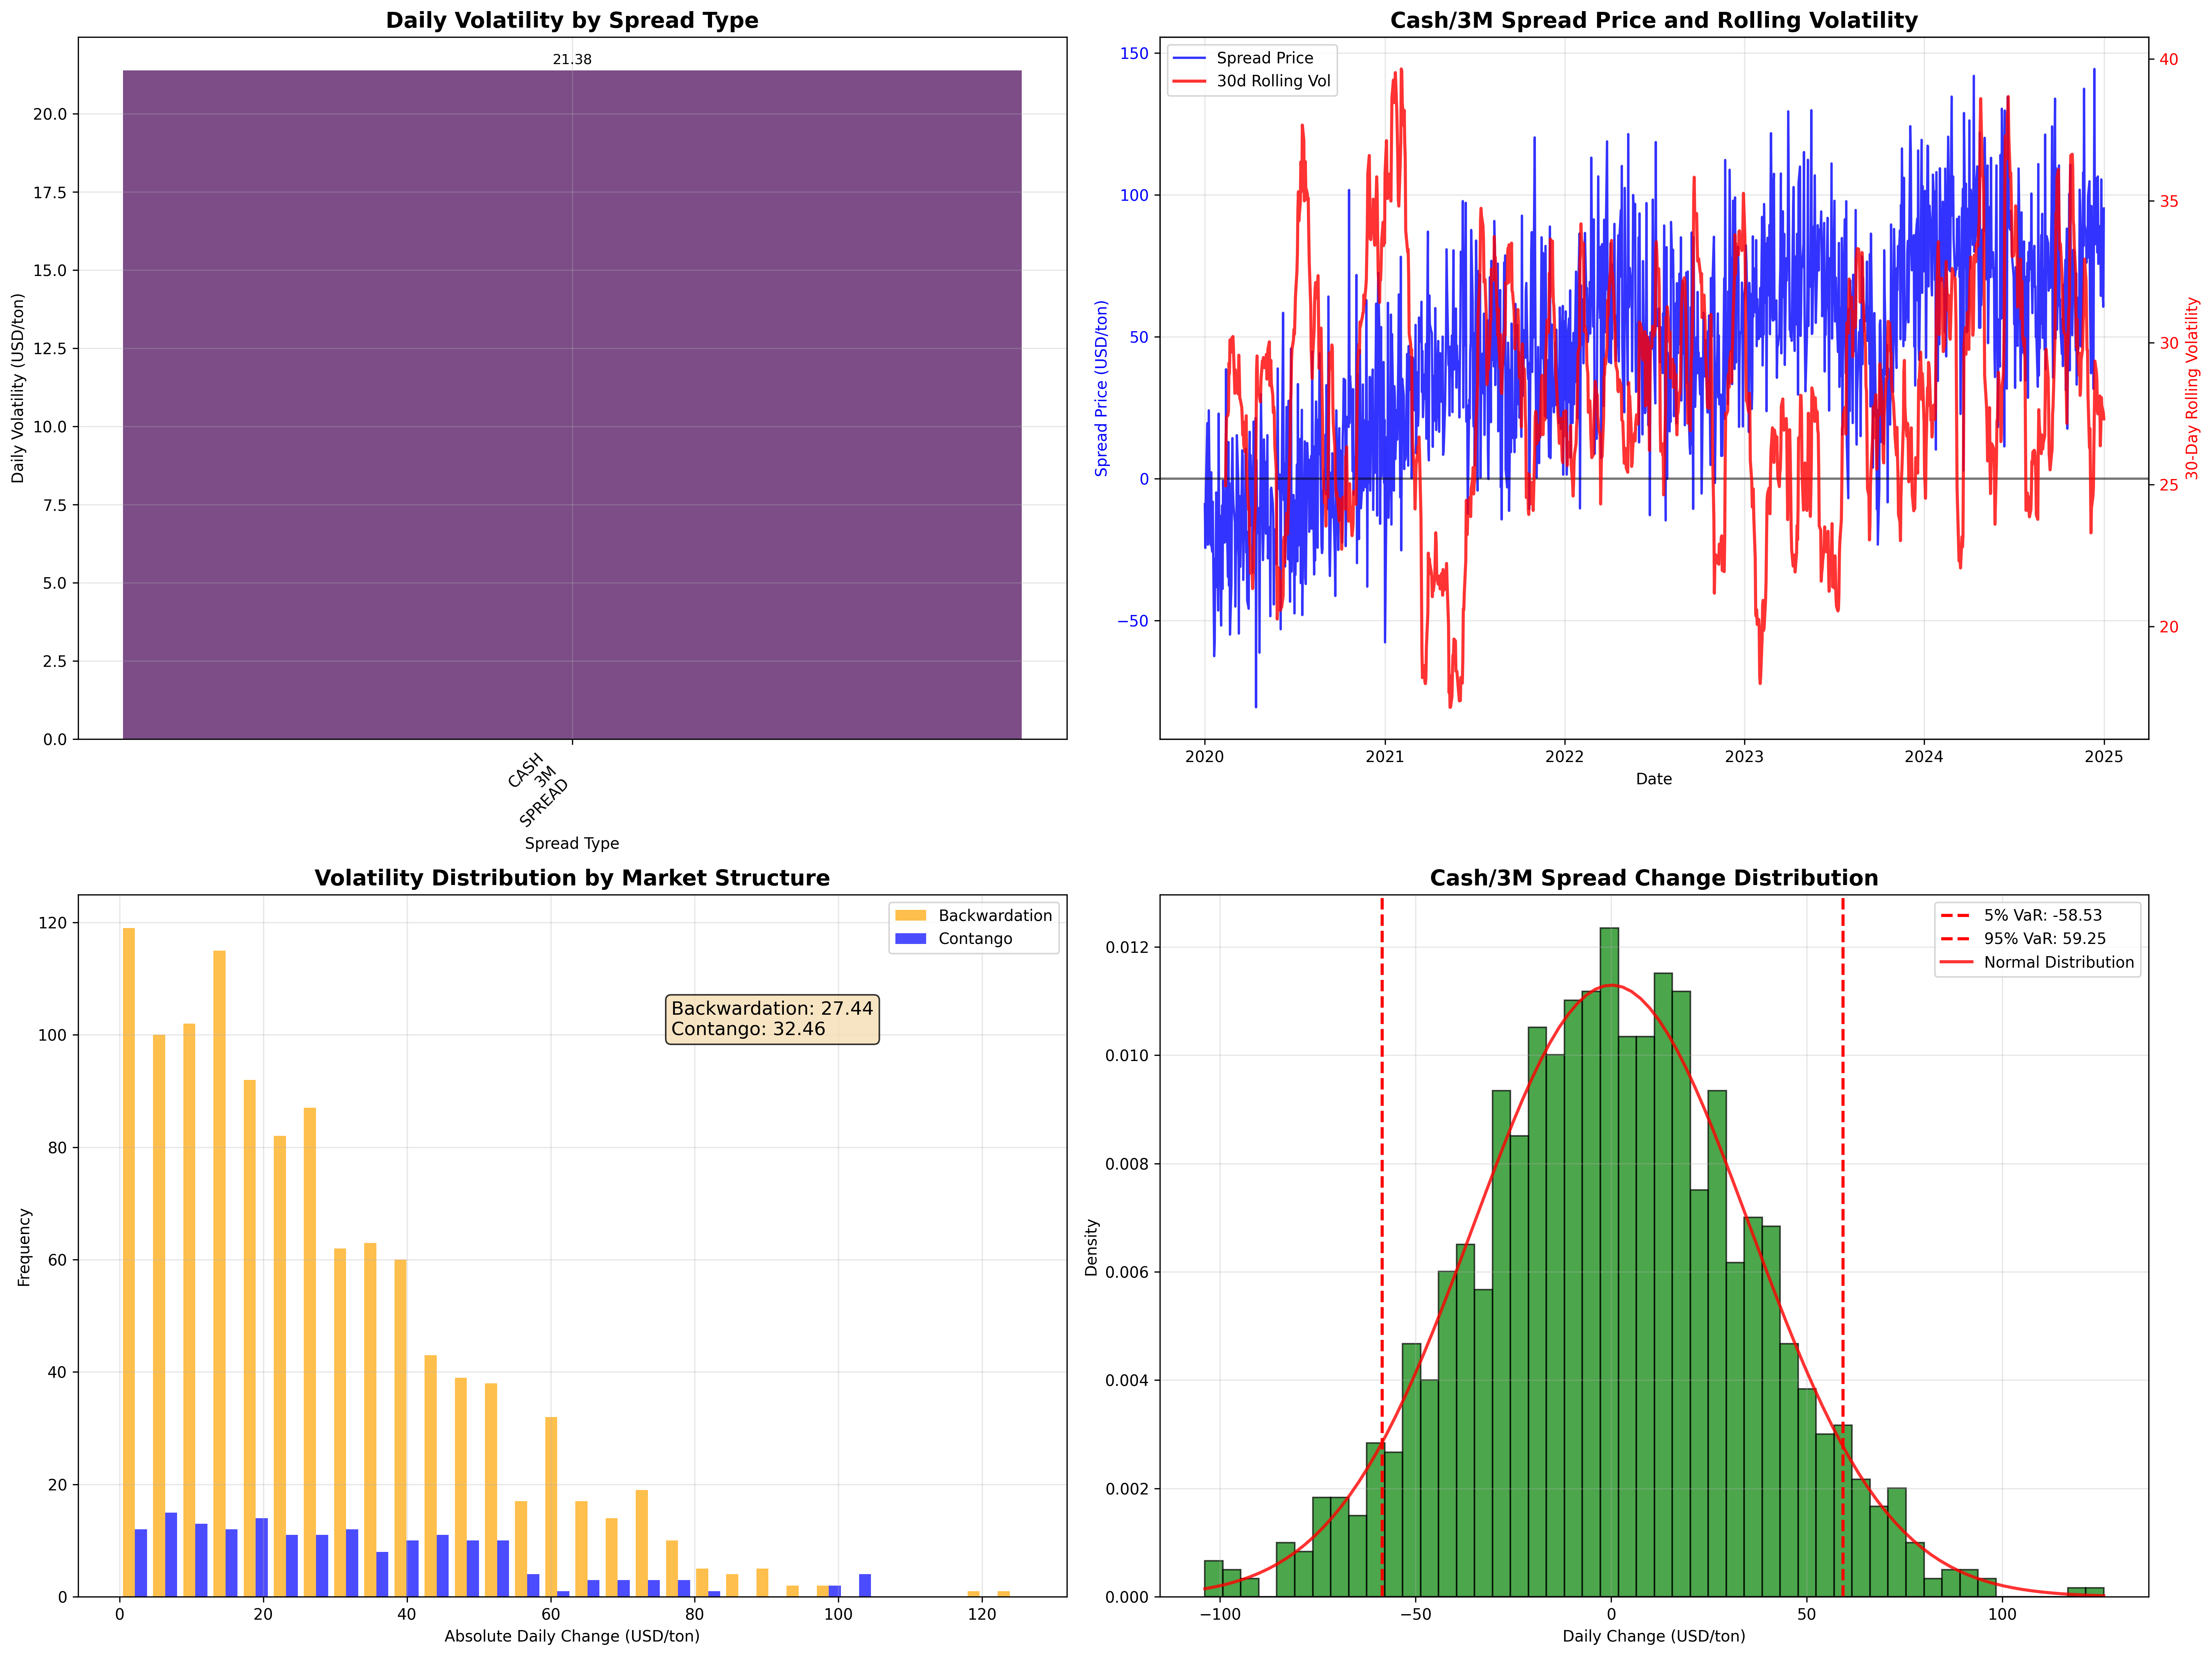 Daily Volatility by Spread Type
21.38
20.0
17.5
15.0
12.5
10.0
7.5
5.0
2.5
0.0
Daily Volatility (USD/ton)
CASH
3M
SPREAD
Spread Type
Cash/3M Spread Price and Rolling Volatility
Spread Price
30d Rolling Vol
150
100
50
0
−50
Spread Price (USD/ton)
40
35
30
25
20
30-Day Rolling Volatility
2020
2021
2022
2023
2024
2025
Date
Volatility Distribution by Market Structure
Backwardation
Contango
Backwardation: 27.44
Contango: 32.46
120
100
80
60
40
20
0
Frequency
0
20
40
60
80
100
120
Absolute Daily Change (USD/ton)
Cash/3M Spread Change Distribution
5% VaR: -58.53
95% VaR: 59.25
Normal Distribution
0.012
0.010
0.008
0.006
0.004
0.002
0.000
Density
−100
−50
0
50
100
Daily Change (USD/ton)